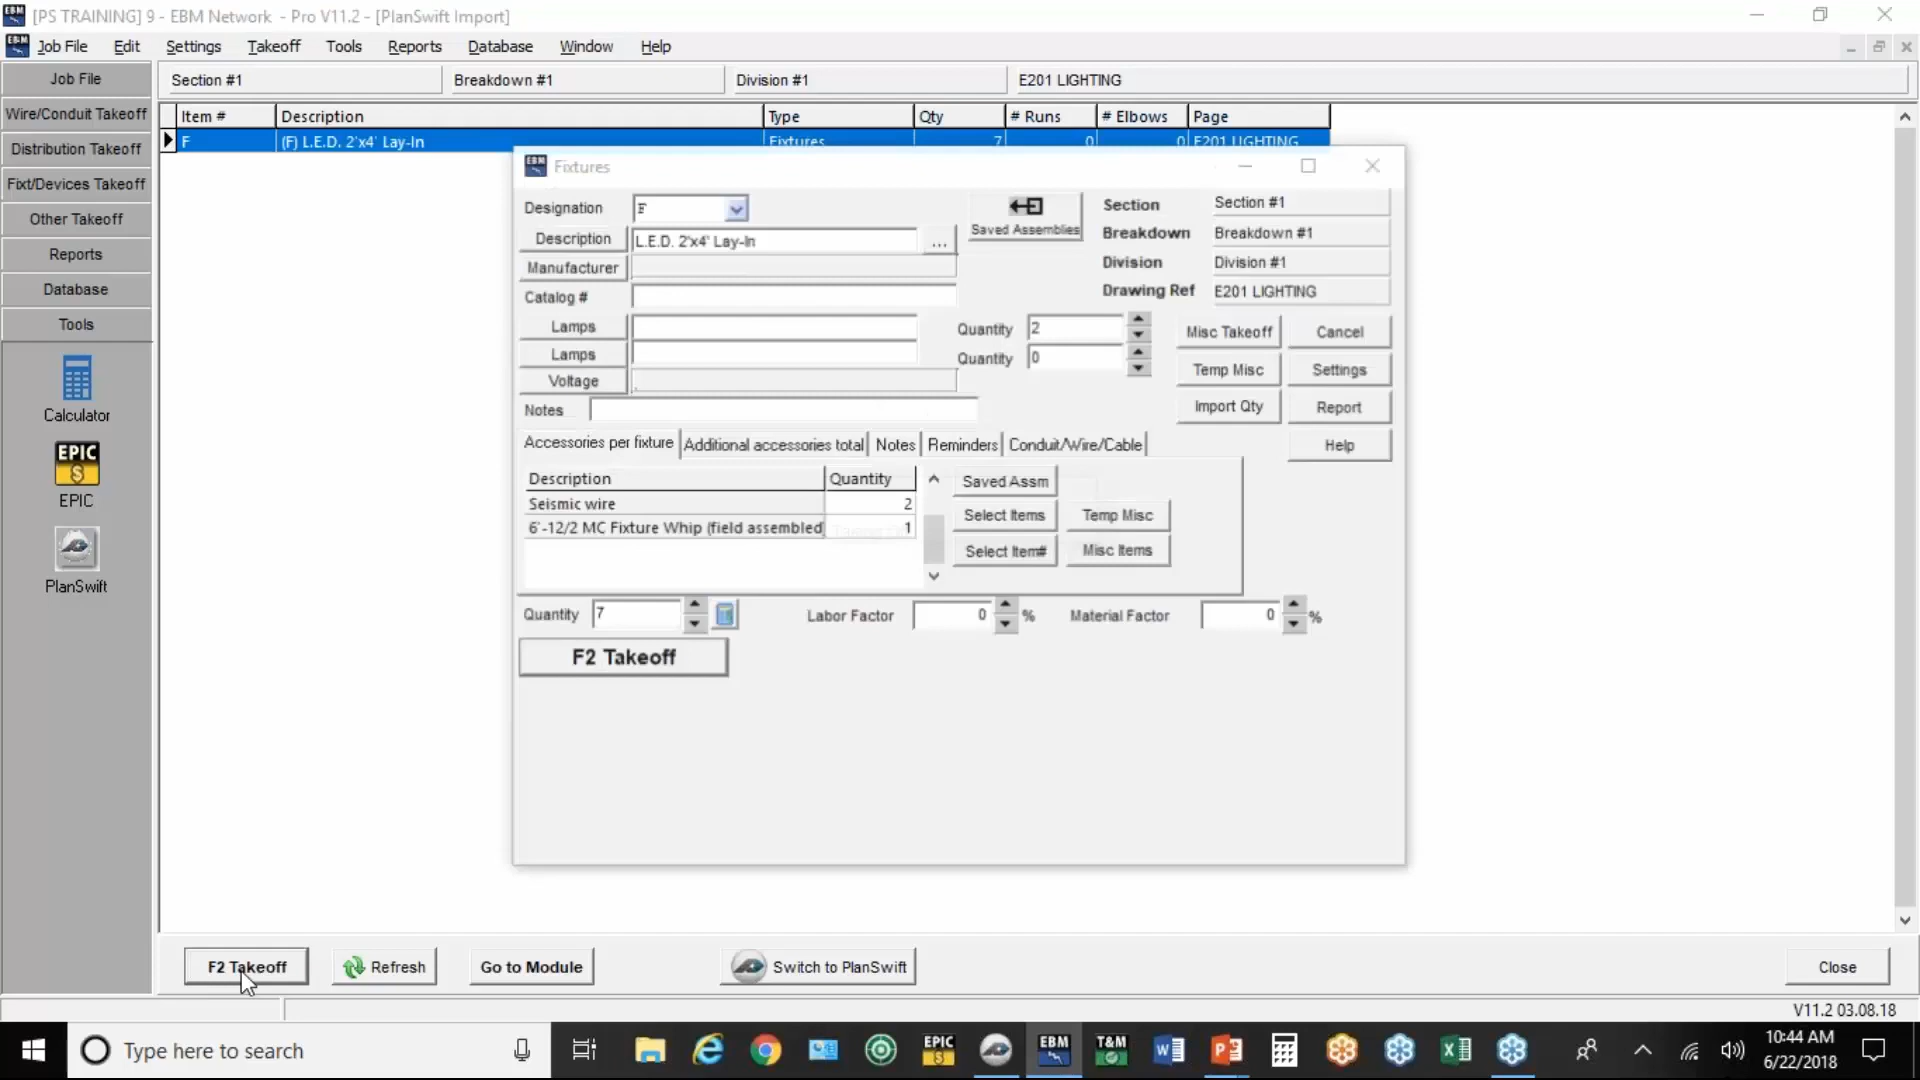 [PS TRAINING] 9 - EBM Network - Pro V11.2 - [PlanSwift Import]
Job File Edit Settings Takeoff Tools Reports Database Window Help
Job File
Wire/Conduit Takeoff
Distribution Takeoff
Fixt/Devices Takeoff
Other Takeoff
Reports
Database
Tools
Calculator
EPIC
$
EPIC
PlanSwift
Section #1 Breakdown #1 Division #1 E201 LIGHTING
Item # Description Type Qty # Runs # Elbows Page
F (F) L.E.D. 2'x4' Lay-In Fixtures 7 0 0 E201 LIGHTING
EBM Fixtures
Designation F
Description L.E.D. 2'x4' Lay-In ...
Manufacturer
Catalog #
Saved Assemblies
Section Section #1
Breakdown Breakdown #1
Division Division #1
Drawing Ref E201 LIGHTING
Lamps Quantity 2
Lamps Quantity 0
Voltage
Notes
Misc Takeoff Cancel
Temp Misc Settings
Import Qty Report
Help
Accessories per fixture Additional accessories total Notes Reminders Conduit/Wire/Cable
Description Quantity
Seismic wire 2
6'-12/2 MC Fixture Whip (field assembled) 1
Saved Assm
Select Items Temp Misc
Select Item# Misc Items
Quantity 7 Labor Factor 0 % Material Factor 0 %
F2 Takeoff
F2 Takeoff Refresh Go to Module Switch to PlanSwift Close
V11.2 03.08.18
Type here to search
EPIC
$
EBM
T&M
10:44 AM
6/22/2018